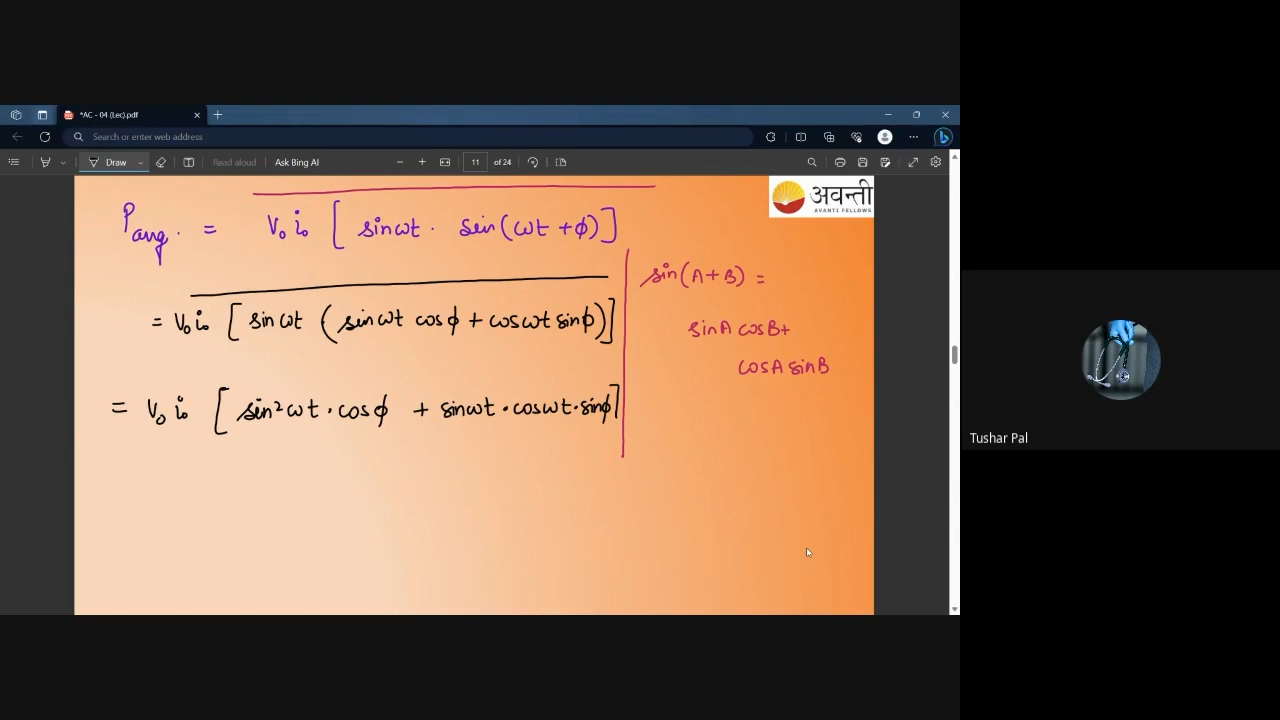 *AC - 04 (Lec).pdf
Search or enter web address
Draw
Read aloud
Ask Bing AI
11 of 24
अवन्ती
AVANTI FELLOWS
Pavg. = V₀ i₀ [ sinωt · sin(ωt + ϕ) ]
sin(A+B) =
= V₀ i₀ [ sinωt ( sinωt cosϕ + cosωt sinϕ) ]
sinA cosB+
cosA sinB
= V₀ i₀ [ sin²ωt · cosϕ + sinωt · cosωt · sinϕ ]
Tushar Pal